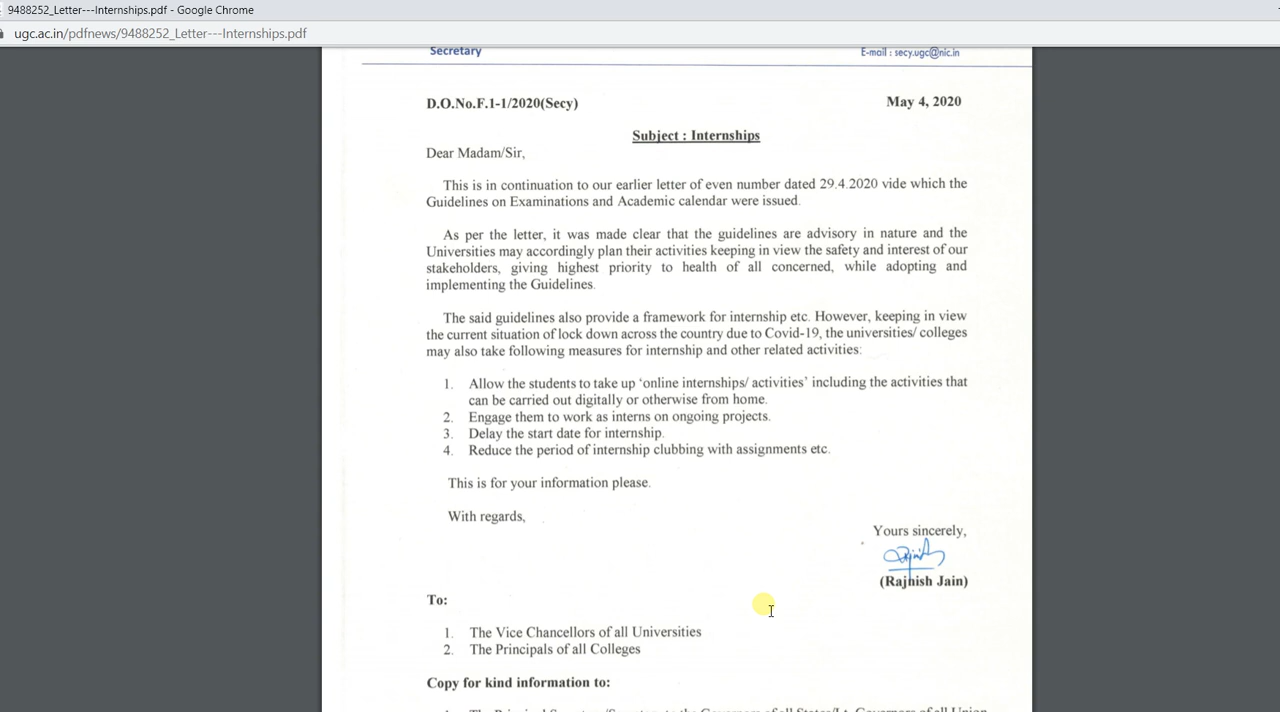 9488252_Letter---Internships.pdf - Google Chrome
ugc.ac.in/pdfnews/9488252_Letter---Internships.pdf
Secretary E-mail : secy.ugc@nic.in
D.O.No.F.1-1/2020(Secy) May 4, 2020
Subject : Internships
Dear Madam/Sir,
This is in continuation to our earlier letter of even number dated 29.4.2020 vide which the
Guidelines on Examinations and Academic calendar were issued.
As per the letter, it was made clear that the guidelines are advisory in nature and the
Universities may accordingly plan their activities keeping in view the safety and interest of our
stakeholders, giving highest priority to health of all concerned, while adopting and
implementing the Guidelines.
The said guidelines also provide a framework for internship etc. However, keeping in view
the current situation of lock down across the country due to Covid-19, the universities/ colleges
may also take following measures for internship and other related activities:
1. Allow the students to take up 'online internships/ activities' including the activities that
can be carried out digitally or otherwise from home.
2. Engage them to work as interns on ongoing projects.
3. Delay the start date for internship.
4. Reduce the period of internship clubbing with assignments etc.
This is for your information please.
With regards,
Yours sincerely,
(Rajnish Jain)
To:
1. The Vice Chancellors of all Universities
2. The Principals of all Colleges
Copy for kind information to: